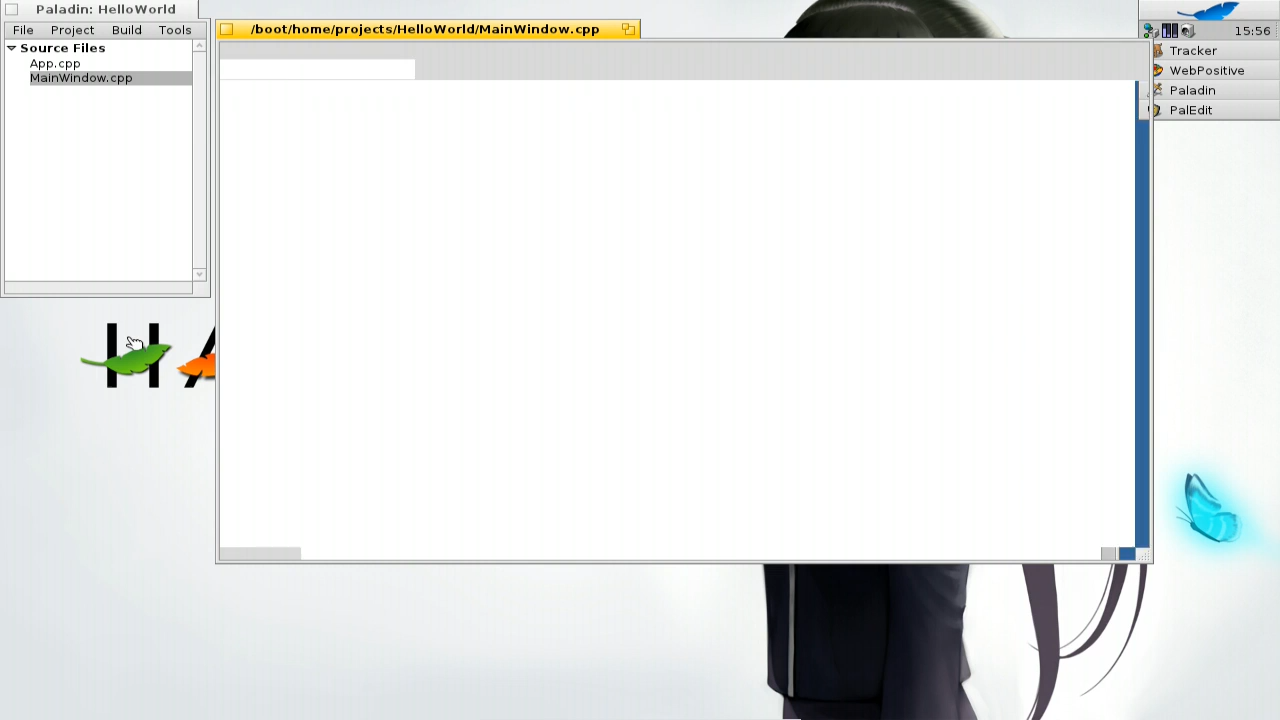 Paladin: HelloWorld
File Project Build Tools
Source Files
App.cpp
MainWindow.cpp
/boot/home/projects/HelloWorld/MainWindow.cpp
15:56
Tracker
WebPositive
Paladin
PalEdit